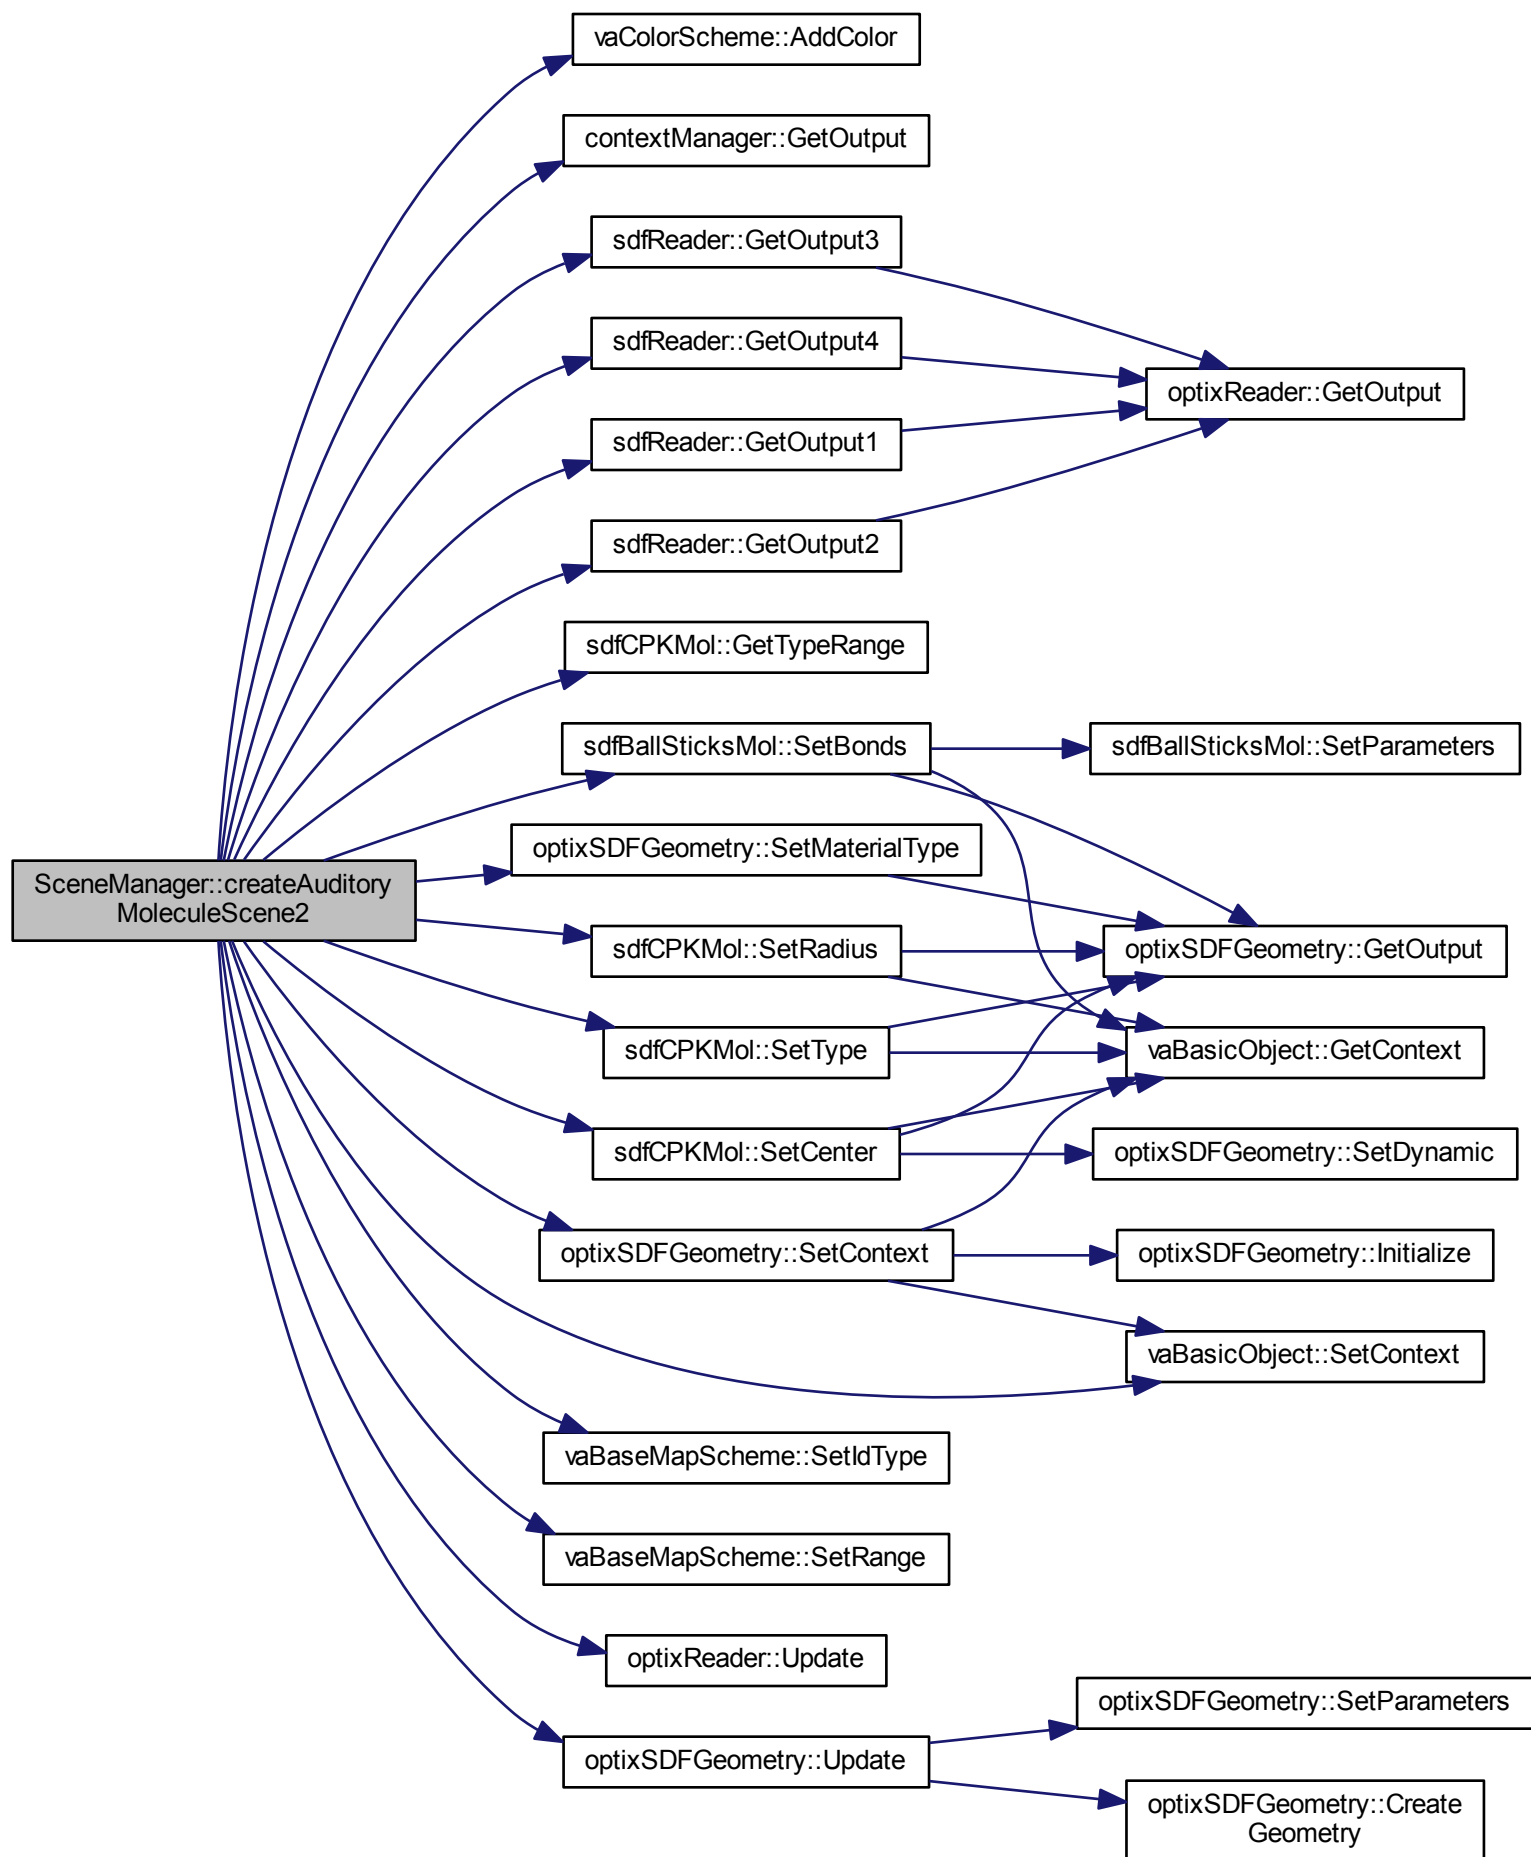 vaColorScheme::AddColor
contextManager::GetOutput
sdfReader::GetOutput3
sdfReader::GetOutput4
optixReader::GetOutput
sdfReader::GetOutput1
sdfReader::GetOutput2
sdfCPKMol::GetTypeRange
sdfBallSticksMol::SetBonds
sdfBallSticksMol::SetParameters
optixSDFGeometry::SetMaterialType
SceneManager::createAuditory
MoleculeScene2
sdfCPKMol::SetRadius
optixSDFGeometry::GetOutput
sdfCPKMol::SetType
vaBasicObject::GetContext
sdfCPKMol::SetCenter
optixSDFGeometry::SetDynamic
optixSDFGeometry::SetContext
optixSDFGeometry::Initialize
vaBasicObject::SetContext
vaBaseMapScheme::SetIdType
vaBaseMapScheme::SetRange
optixReader::Update
optixSDFGeometry::SetParameters
optixSDFGeometry::Update
optixSDFGeometry::Create
Geometry